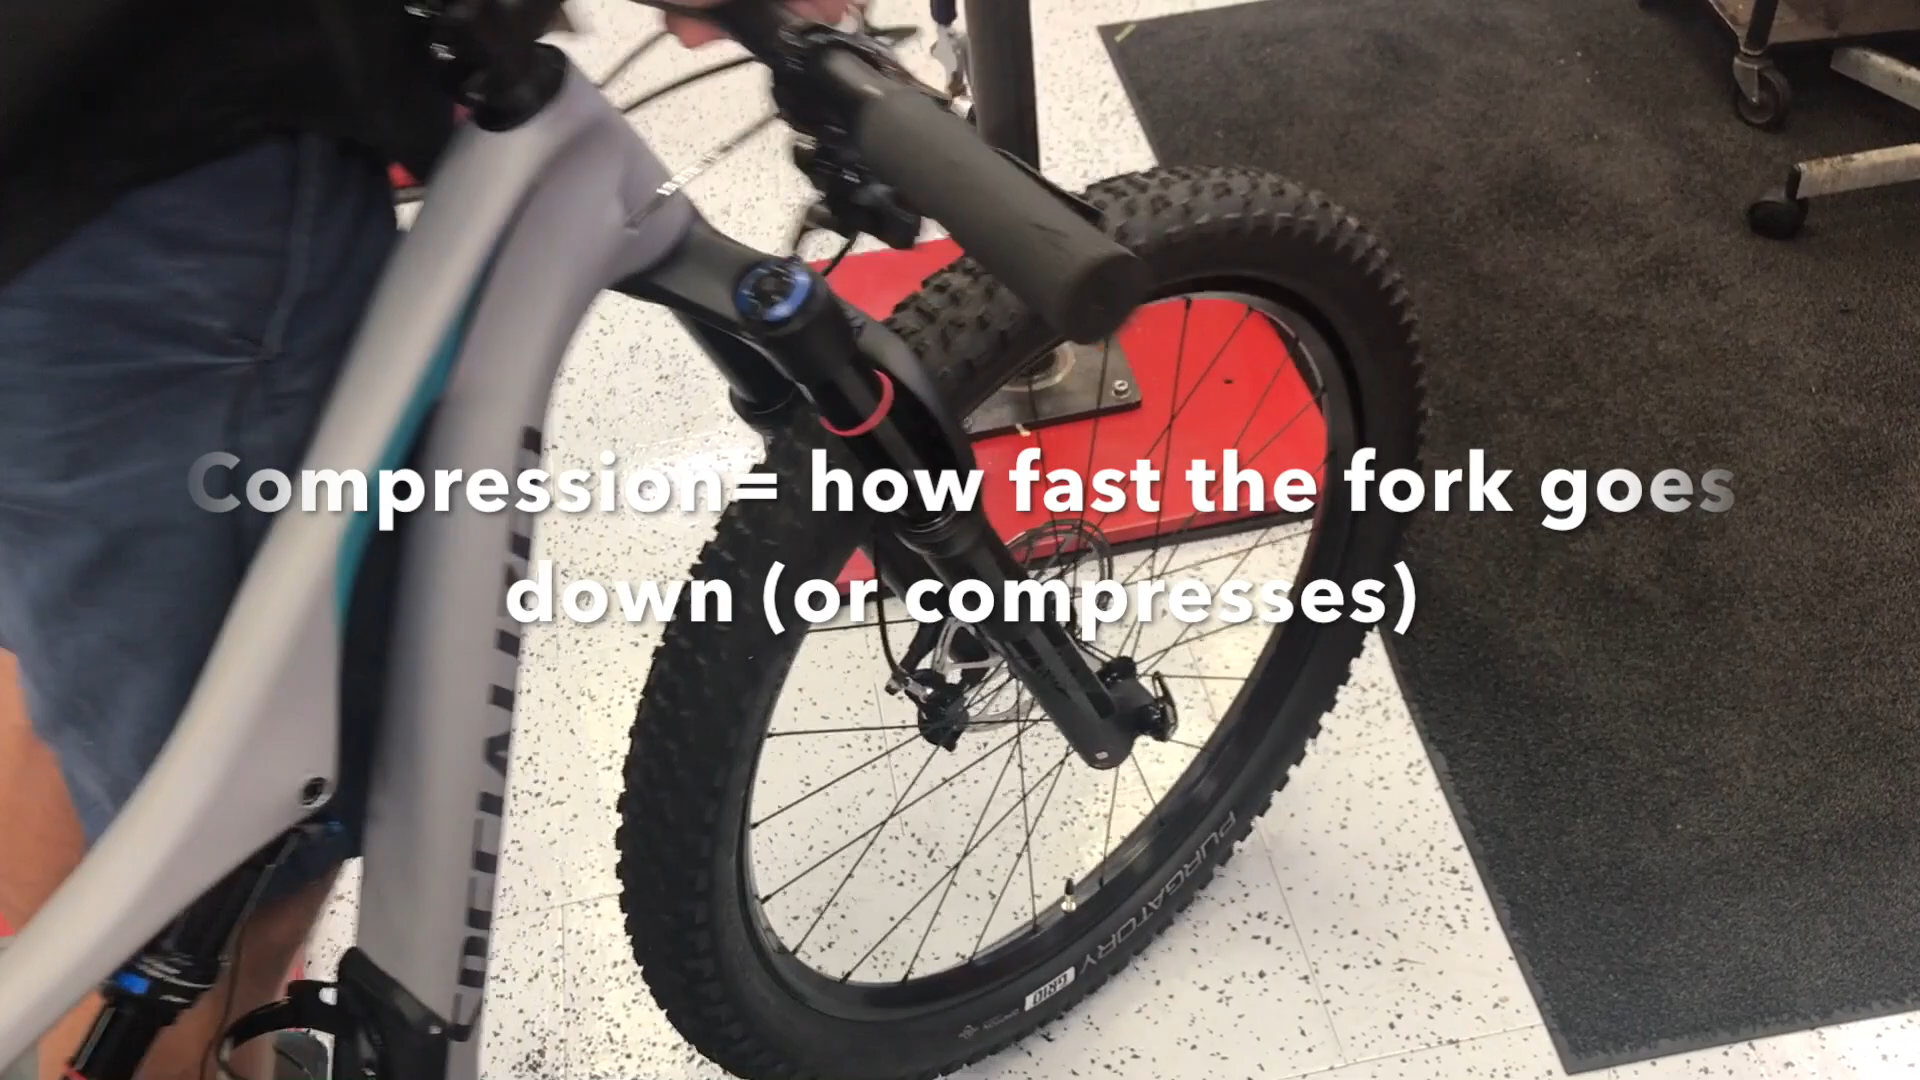 Compression= how fast the fork goes
down (or compresses)
PURGATORY
GRID